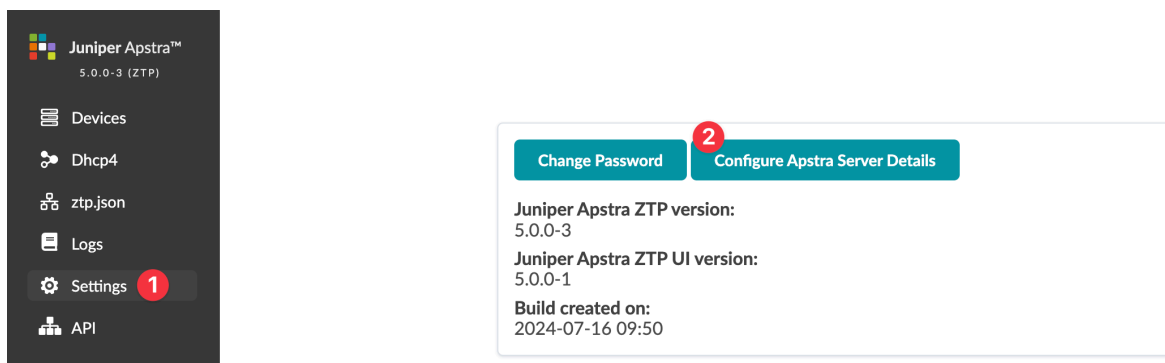 Juniper Apstra™
5.0.0-3 (ZTP)
Devices
Dhcp4
ztp.json
Logs
Settings 1
API
2
Change Password Configure Apstra Server Details
Juniper Apstra ZTP version:
5.0.0-3
Juniper Apstra ZTP UI version:
5.0.0-1
Build created on:
2024-07-16 09:50